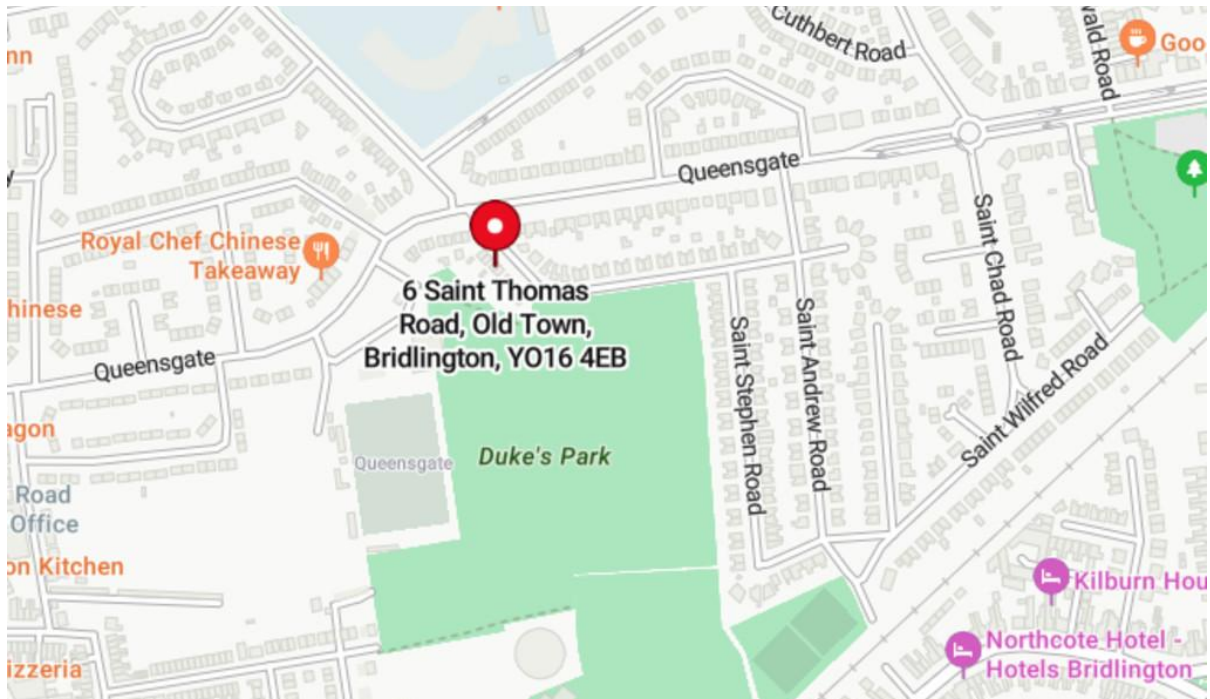 nn
Cuthbert Road
wald Road
Goo
y
Queensgate
Royal Chef Chinese
Takeaway
6 Saint Thomas
Road, Old Town,
Bridlington, YO16 4EB
Saint Chad Road
hinese
Queensgate
Saint Stephen Road
Saint Andrew Road
Saint Wilfred Road
agon
Queensgate
Duke's Park
Road
Office
on Kitchen
Kilburn Hou
Northcote Hotel -
Hotels Bridlington
izzeria